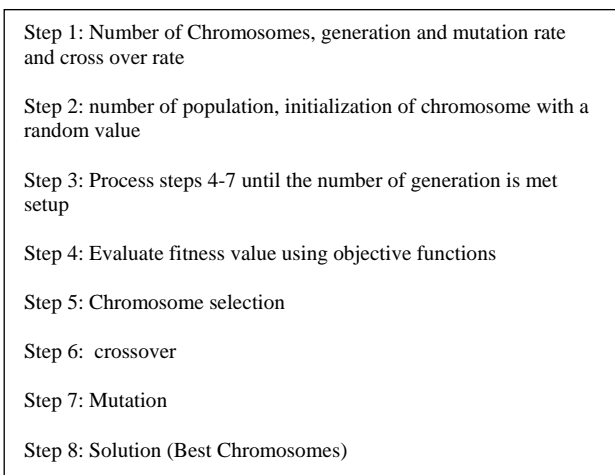 Step 1: Number of Chromosomes, generation and mutation rate
and cross over rate
Step 2: number of population, initialization of chromosome with a
random value
Step 3: Process steps 4-7 until the number of generation is met
setup
Step 4: Evaluate fitness value using objective functions
Step 5: Chromosome selection
Step 6: crossover
Step 7: Mutation
Step 8: Solution (Best Chromosomes)